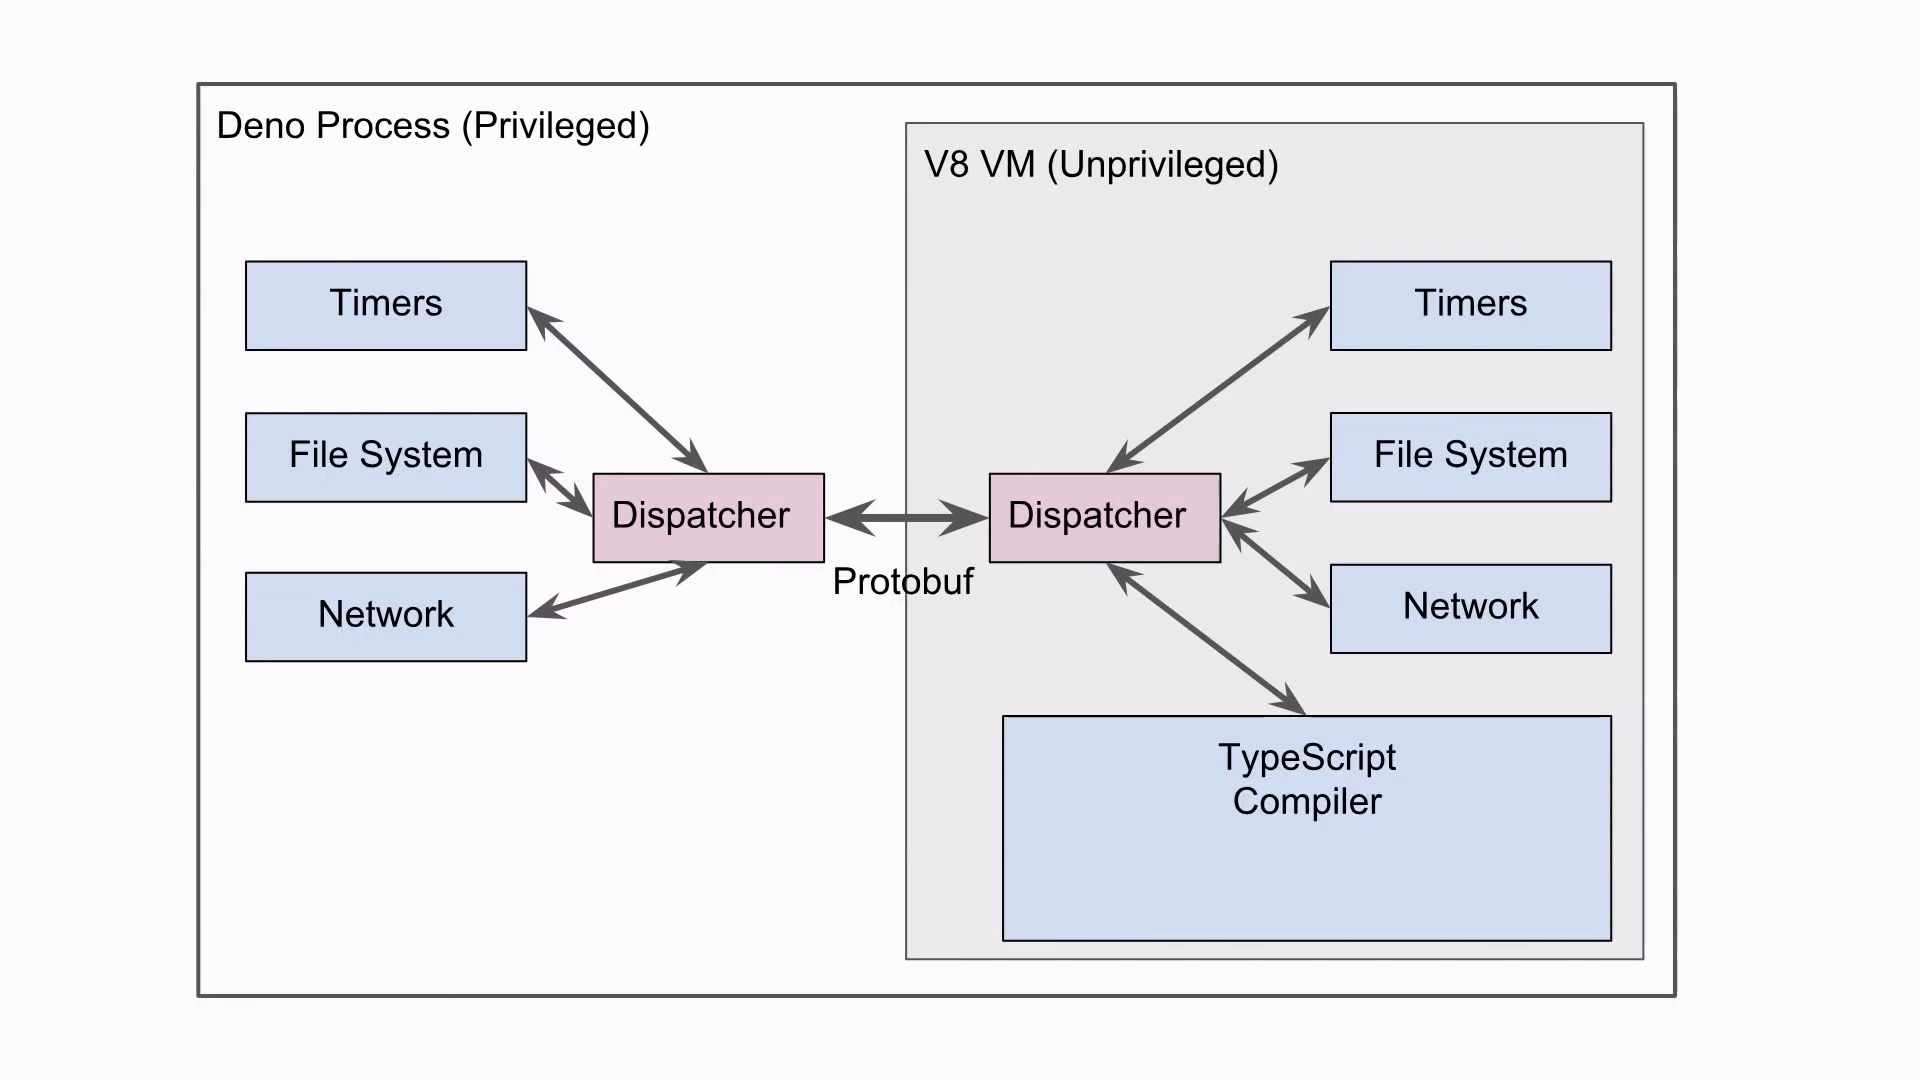 Deno Process (Privileged)
V8 VM (Unprivileged)
Timers
File System
Network
Dispatcher
Protobuf
Dispatcher
Timers
File System
Network
TypeScript
Compiler